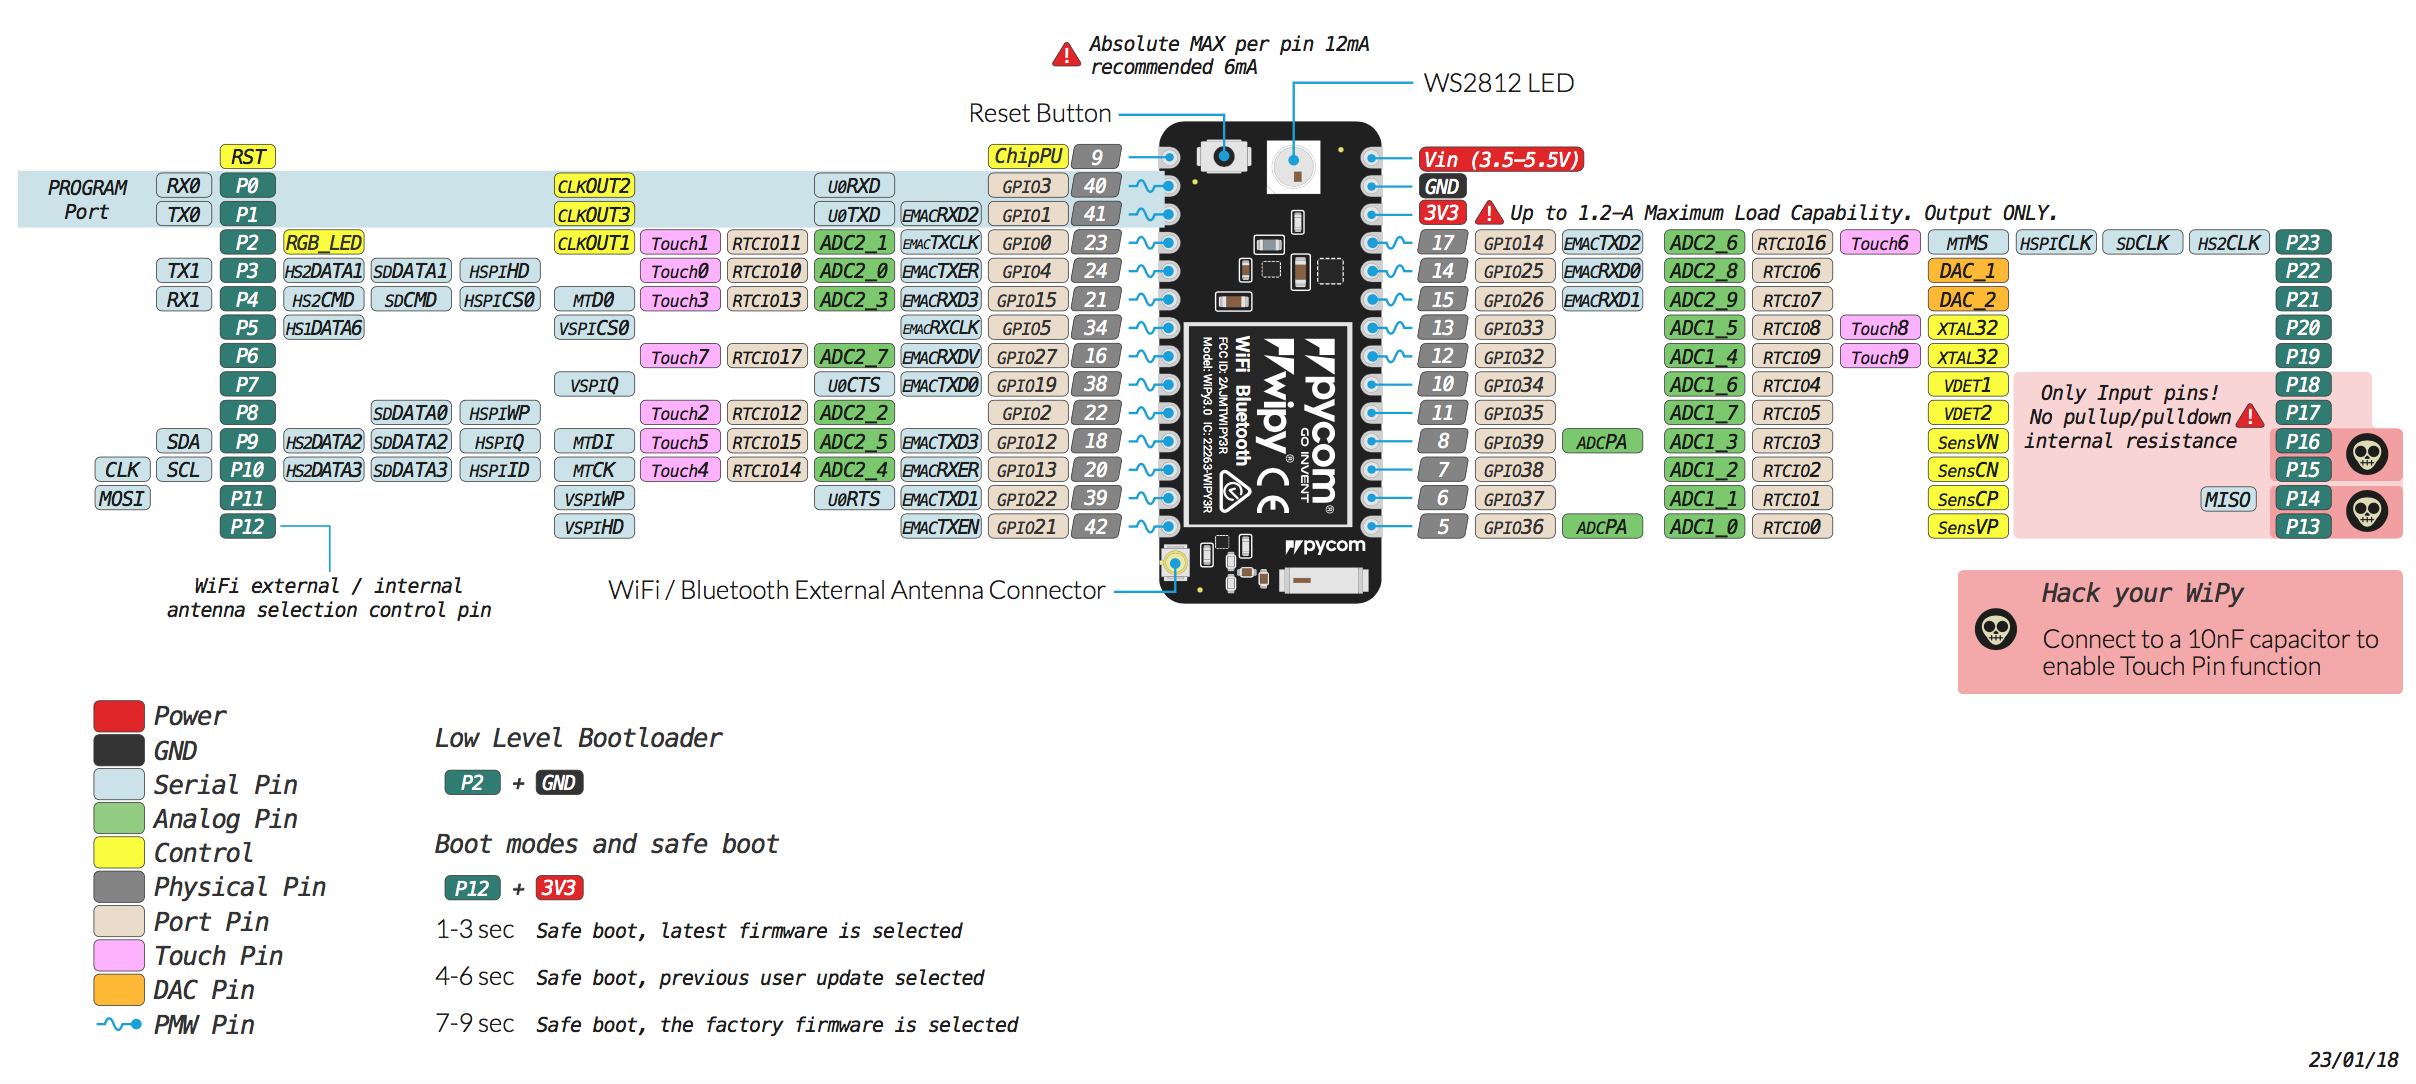 Absolute MAX per pin 12mA
recommended 6mA
WS2812 LED
Reset Button
RST ChipPU 9 Vin (3.5–5.5V)
PROGRAM
Port
RX0 P0 CLKOUT2 U0RXD GPIO3 40 GND
TX0 P1 CLKOUT3 U0TXD EMACRXD2 GPIO1 41 3V3 Up to 1.2–A Maximum Load Capability. Output ONLY.
P2 RGB_LED CLKOUT1 Touch1 RTCIO11 ADC2_1 EMACTXCLK GPIO0 23 17 GPIO14 EMACTXD2 ADC2_6 RTCIO16 Touch6 MTMS HSPICLK SDCLK HS2CLK P23
TX1 P3 HS2DATA1 SDDATA1 HSPIHD Touch0 RTCIO10 ADC2_0 EMACTXER GPIO4 24 14 GPIO25 EMACRXD0 ADC2_8 RTCIO6 DAC_1 P22
RX1 P4 HS2CMD SDCMD HSPICS0 MTDO Touch3 RTCIO13 ADC2_3 EMACRXD3 GPIO15 21 15 GPIO26 EMACRXD1 ADC2_9 RTCIO7 DAC_2 P21
P5 HS1DATA6 VSPICS0 EMACRXCLK GPIO5 34 13 GPIO33 ADC1_5 RTCIO8 Touch8 XTAL32 P20
P6 Touch7 RTCIO17 ADC2_7 EMACRXDV GPIO27 16 12 GPIO32 ADC1_4 RTCIO9 Touch9 XTAL32 P19
P7 VSPIQ U0CTS EMACTXD0 GPIO19 38 10 GPIO34 ADC1_6 RTCIO4 VDET1 P18
P8 SDDATA0 HSPIWP Touch2 RTCIO12 ADC2_2 GPIO2 22 11 GPIO35 ADC1_7 RTCIO5 VDET2 P17
SDA P9 HS2DATA2 SDDATA2 HSPIQ MTDI Touch5 RTCIO15 ADC2_5 EMACTXD3 GPIO12 18 8 GPIO39 ADCPA ADC1_3 RTCIO3 SensVN P16
CLK SCL P10 HS2DATA3 SDDATA3 HSPIID MTCK Touch4 RTCIO14 ADC2_4 EMACRXER GPIO13 20 7 GPIO38 ADC1_2 RTCIO2 SensCN P15
MOSI P11 VSPIWP U0RTS EMACTXD1 GPIO22 39 6 GPIO37 ADC1_1 RTCIO1 SensCP MISO P14
P12 VSPIHD EMACTXEN GPIO21 42 5 GPIO36 ADCPA ADC1_0 RTCIO0 SensVP P13
Only Input pins!
No pullup/pulldown
internal resistance
pycom®
GO INVENT
wipy®
CE
WiFi Bluetooth
FCC ID: 2AJMTWIPY3R
Model: WiPy3.0 IC: 22263-WIPY3R
pycom
WiFi external / internal
antenna selection control pin
WiFi / Bluetooth External Antenna Connector
Hack your WiPy
Connect to a 10nF capacitor to
enable Touch Pin function
Power
GND
Serial Pin
Analog Pin
Control
Physical Pin
Port Pin
Touch Pin
DAC Pin
PMW Pin
Low Level Bootloader
P2 + GND
Boot modes and safe boot
P12 + 3V3
1-3 sec Safe boot, latest firmware is selected
4-6 sec Safe boot, previous user update selected
7-9 sec Safe boot, the factory firmware is selected
23/01/18